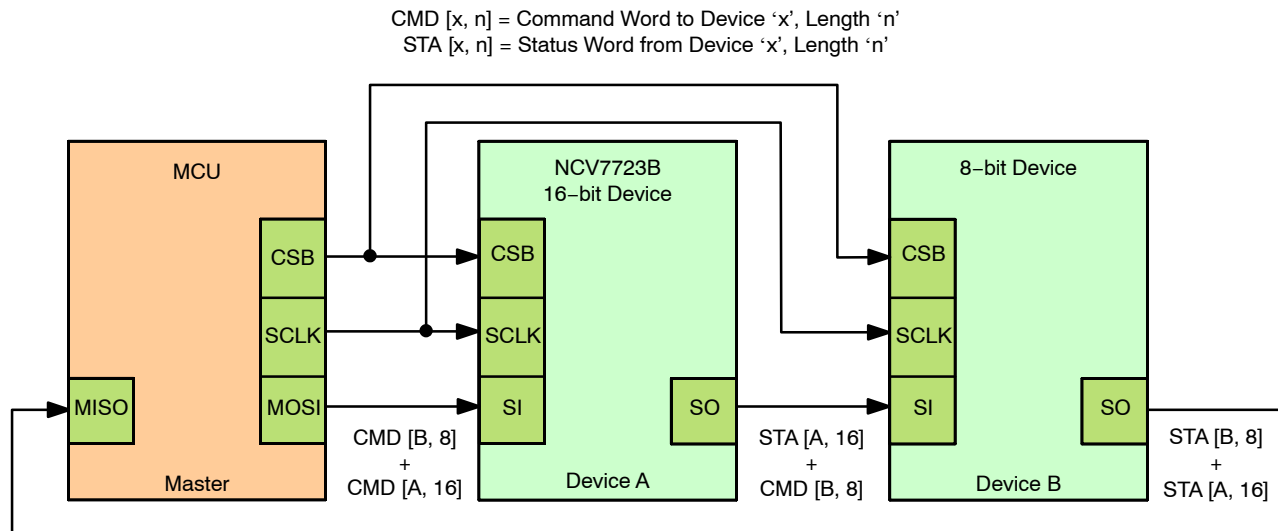 CMD [x, n] = Command Word to Device ‘x’, Length ‘n’
STA [x, n] = Status Word from Device ‘x’, Length ‘n’
MCU
CSB
SCLK
MISO
MOSI
Master
CMD [B, 8]
+
CMD [A, 16]
NCV7723B
16−bit Device
CSB
SCLK
SI
SO
Device A
STA [A, 16]
+
CMD [B, 8]
8−bit Device
CSB
SCLK
SI
SO
Device B
STA [B, 8]
+
STA [A, 16]